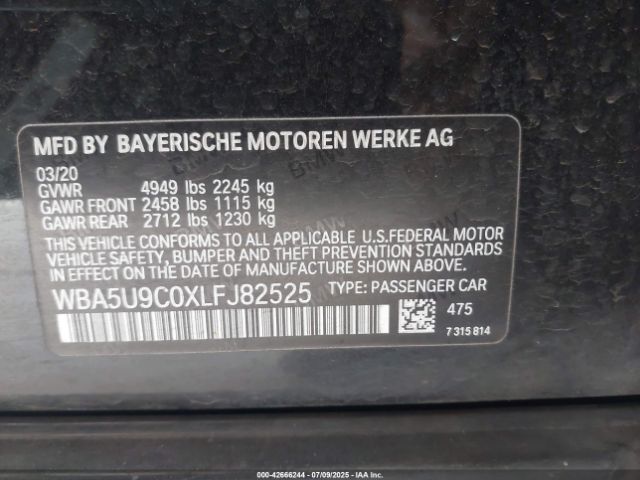 MFD BY BAYERISCHE MOTOREN WERKE AG
03/20
GVWR 4949 lbs 2245 kg
GAWR FRONT 2458 lbs 1115 kg
GAWR REAR 2712 lbs 1230 kg
THIS VEHICLE CONFORMS TO ALL APPLICABLE U.S.FEDERAL MOTOR
VEHICLE SAFETY, BUMPER AND THEFT PREVENTION STANDARDS
IN EFFECT ON THE DATE OF MANUFACTURE SHOWN ABOVE.
WBA5U9C0XLFJ82525 TYPE: PASSENGER CAR
475
7 315 814
000-42666244 - 07/09/2025 - IAA Inc.